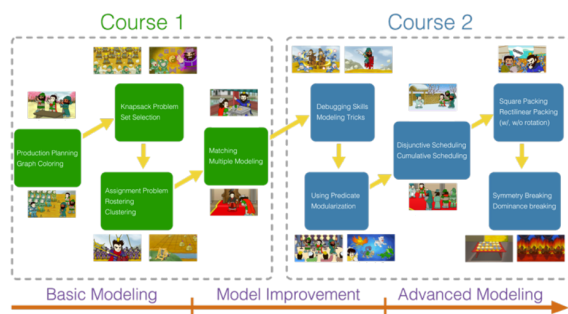 Course 1
Course 2
Production Planning
Graph Coloring
Knapsack Problem
Set Selection
Assignment Problem
Rostering
Clustering
Matching
Multiple Modeling
Debugging Skills
Modeling Tricks
Using Predicate
Modularization
Disjunctive Scheduling
Cumulative Scheduling
Square Packing
Rectilinear Packing
(w/, w/o rotation)
Symmetry Breaking
Dominance breaking
Basic Modeling
Model Improvement
Advanced Modeling